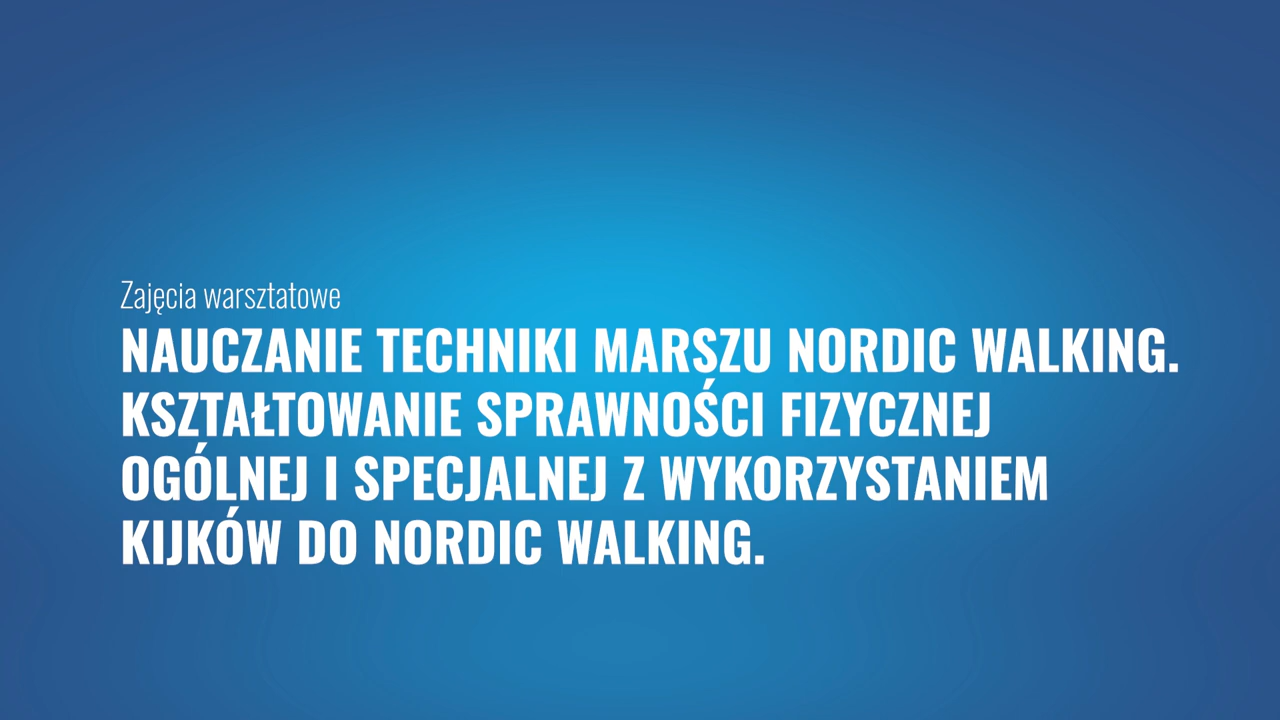 Zajęcia warsztatowe
NAUCZANIE TECHNIKI MARSZU NORDIC WALKING.
KSZTAŁTOWANIE SPRAWNOŚCI FIZYCZNEJ
OGÓLNEJ I SPECJALNEJ Z WYKORZYSTANIEM
KIJKÓW DO NORDIC WALKING.